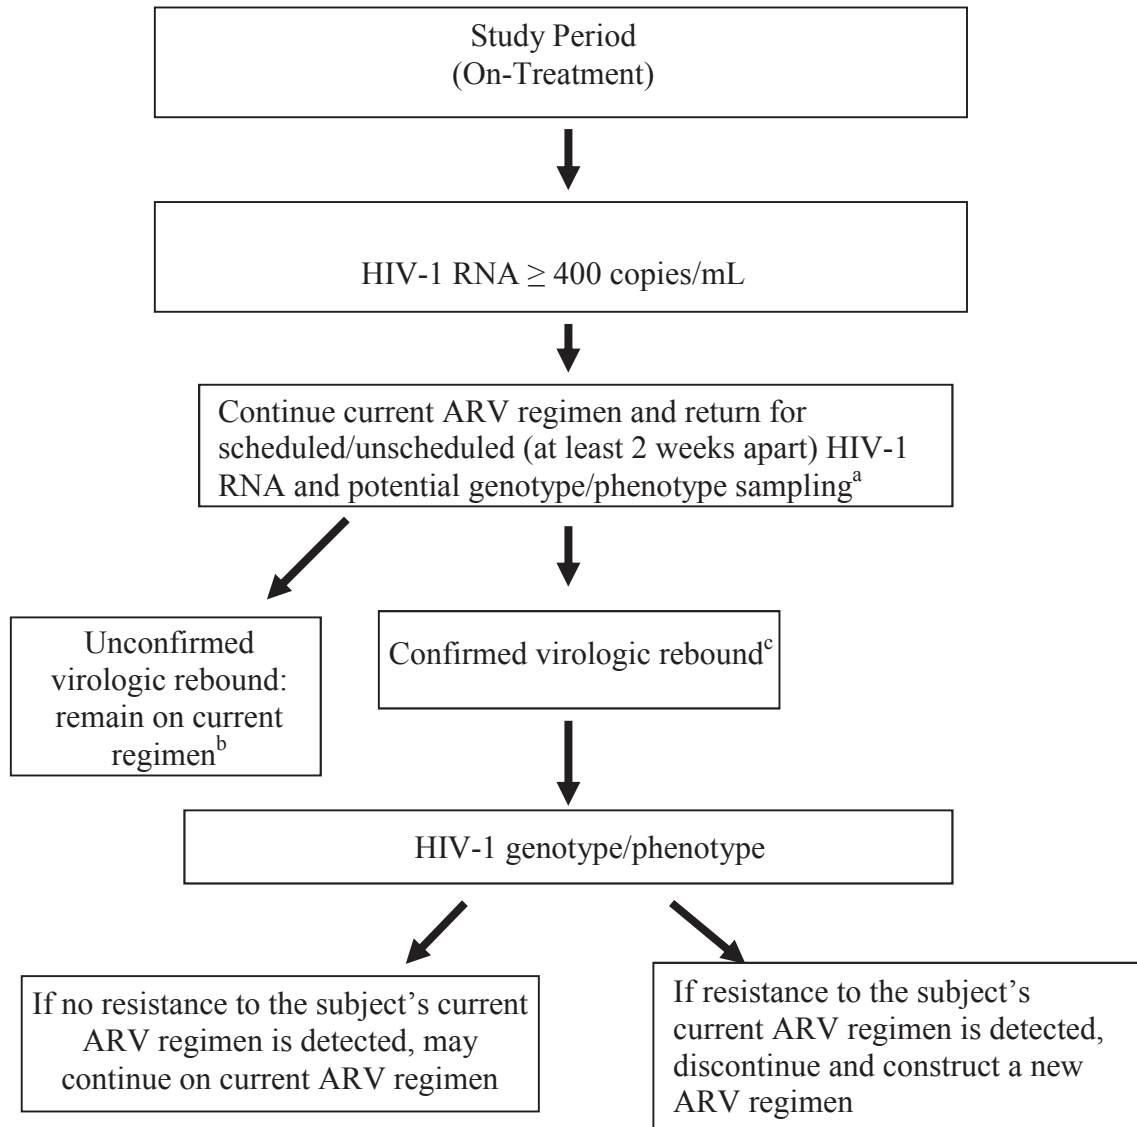 Study Period
(On-Treatment)
HIV-1 RNA ≥ 400 copies/mL
Continue current ARV regimen and return for
scheduled/unscheduled (at least 2 weeks apart) HIV-1
RNA and potential genotype/phenotype samplingᵃ
Unconfirmed
virologic rebound:
remain on current
regimenᵇ
Confirmed virologic reboundᶜ
HIV-1 genotype/phenotype
If no resistance to the subject’s current
ARV regimen is detected, may
continue on current ARV regimen
If resistance to the subject’s
current ARV regimen is detected,
discontinue and construct a new
ARV regimen